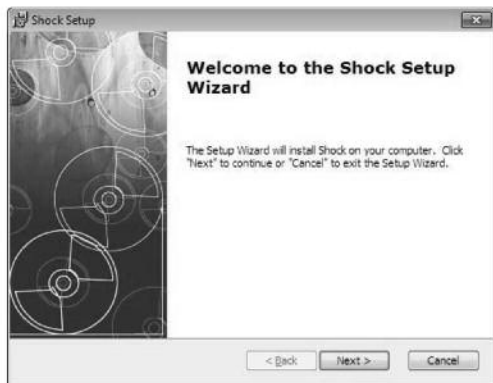 Shock Setup
Welcome to the Shock Setup
Wizard
The Setup Wizard will install Shock on your computer. Click
"Next" to continue or "Cancel" to exit the Setup Wizard.
< Back Next > Cancel